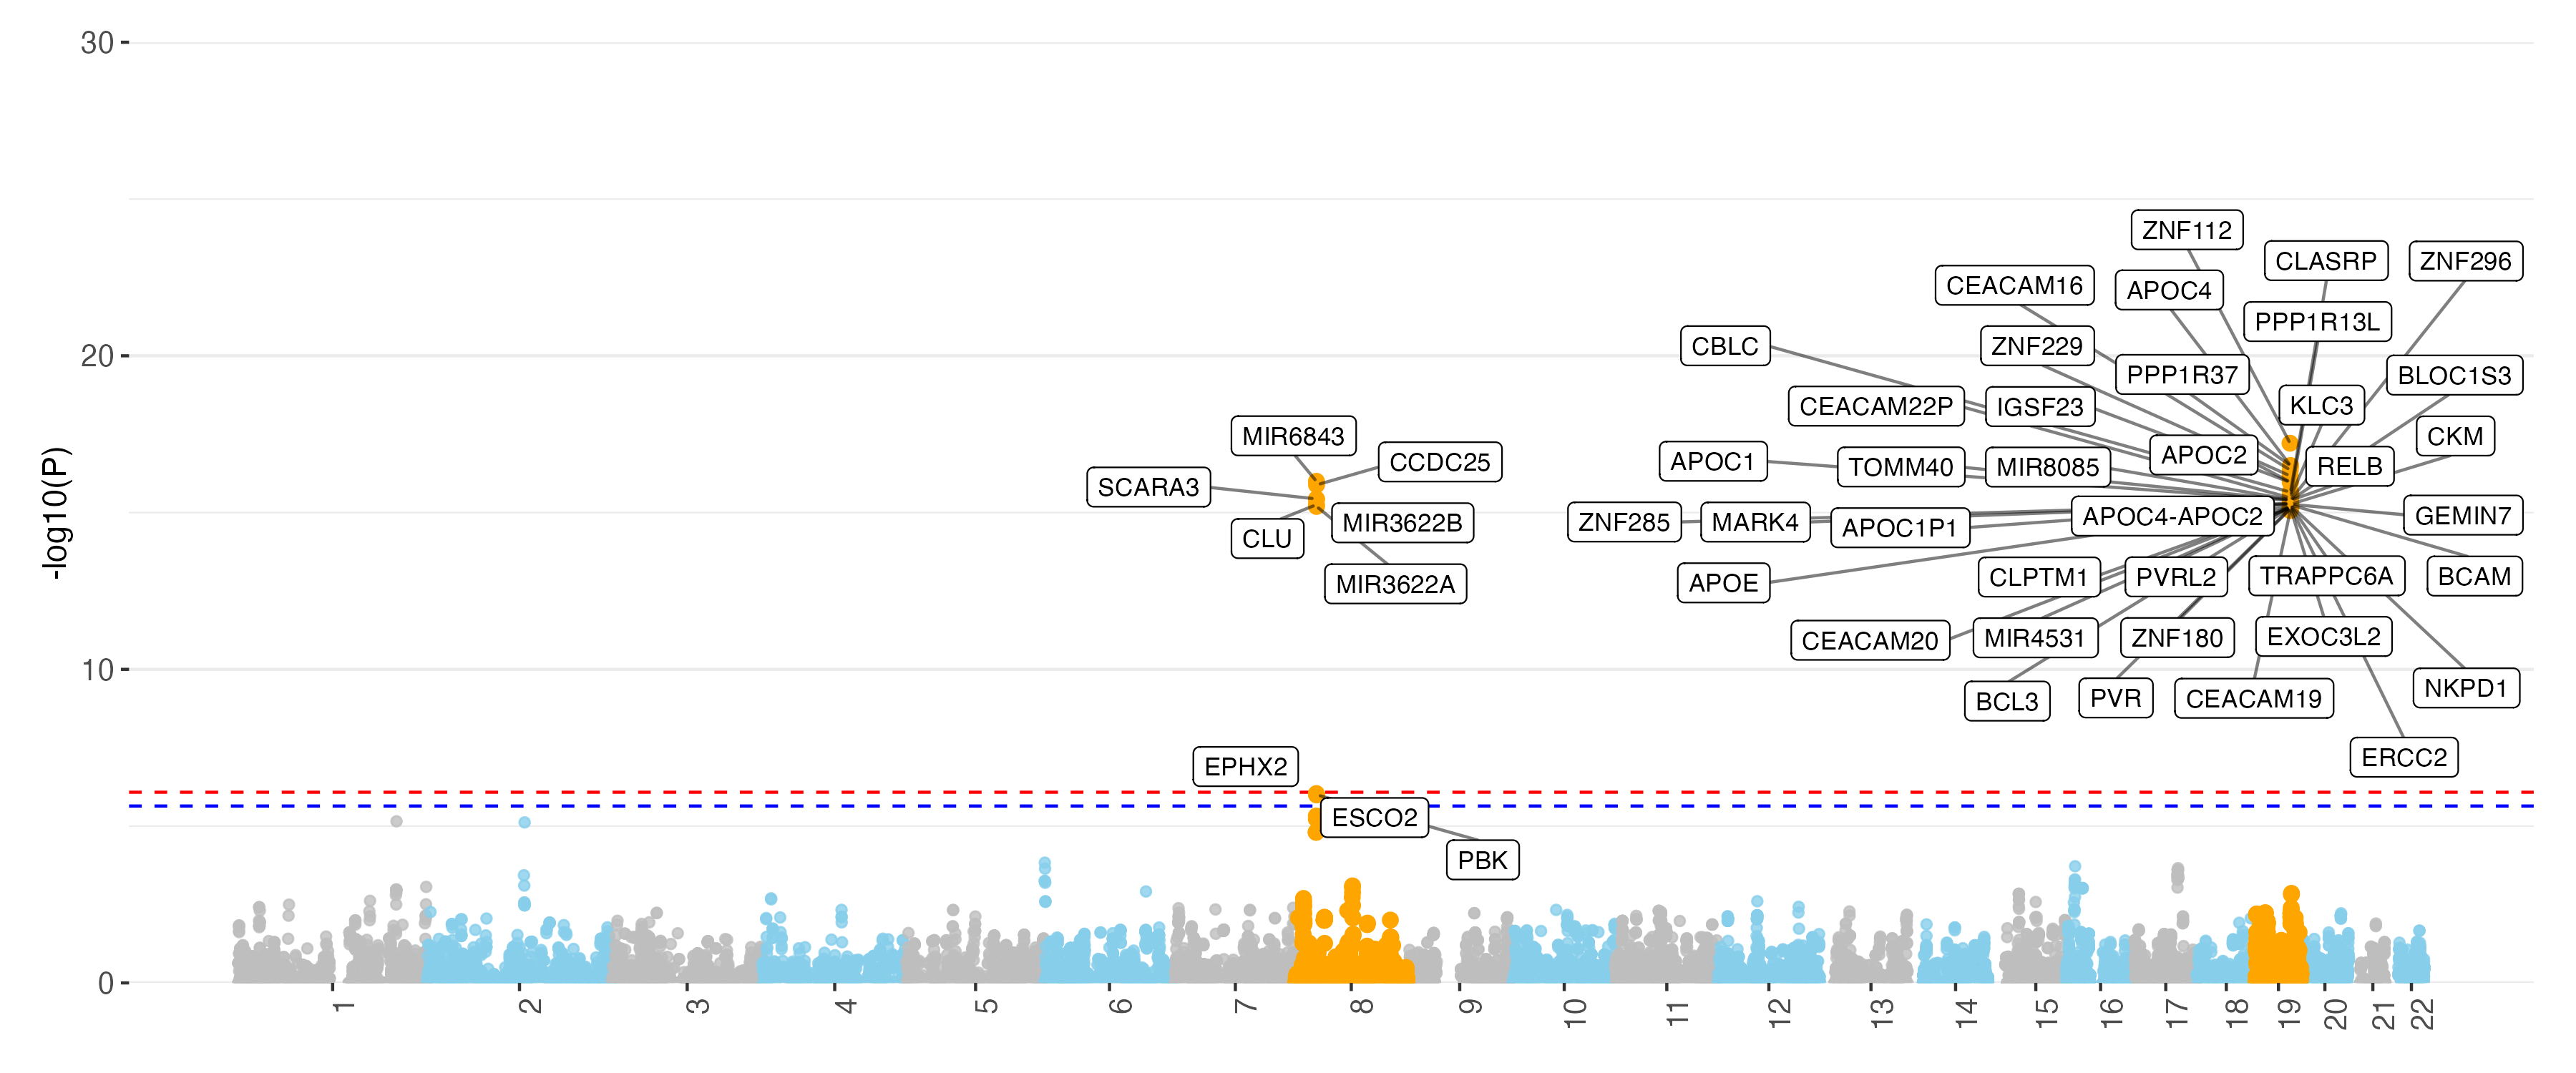 30
20
10
0
-log10(P)
ZNF112
CLASRP
ZNF296
CEACAM16
APOC4
PPP1R13L
CBLC
ZNF229
PPP1R37
BLOC1S3
CEACAM22P
IGSF23
KLC3
CKM
MIR6843
CCDC25
APOC1
TOMM40
MIR8085
APOC2
RELB
SCARA3
MIR3622B
CLU
ZNF285
MARK4
APOC1P1
APOC4-APOC2
GEMIN7
MIR3622A
APOE
CLPTM1
PVRL2
TRAPPC6A
BCAM
CEACAM20
MIR4531
ZNF180
EXOC3L2
NKPD1
BCL3
PVR
CEACAM19
ERCC2
EPHX2
ESCO2
PBK
1
2
3
4
5
6
7
8
9
10
11
12
13
14
15
16
17
18
19
20
21
22